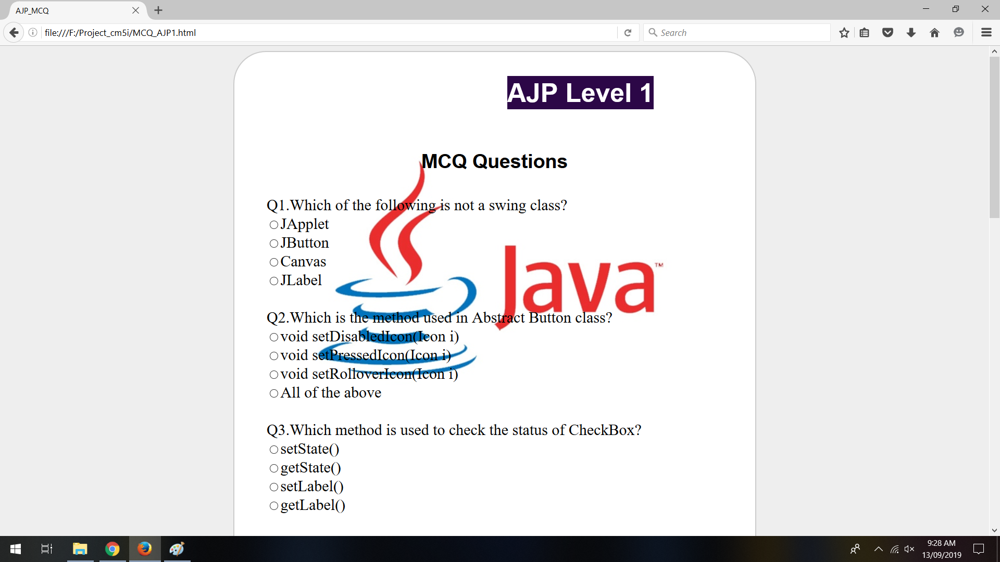 AJP_MCQ
file:///F:/Project_cm5i/MCQ_AJP1.html
Search
AJP Level 1
MCQ Questions
Q1.Which of the following is not a swing class?
JApplet
JButton
Canvas
JLabel
Java™
Q2.Which is the method used in Abstract Button class?
void setDisabledIcon(Icon i)
void setPressedIcon(Icon i)
void setRolloverIcon(Icon i)
All of the above
Q3.Which method is used to check the status of CheckBox?
setState()
getState()
setLabel()
getLabel()
9:28 AM
13/09/2019